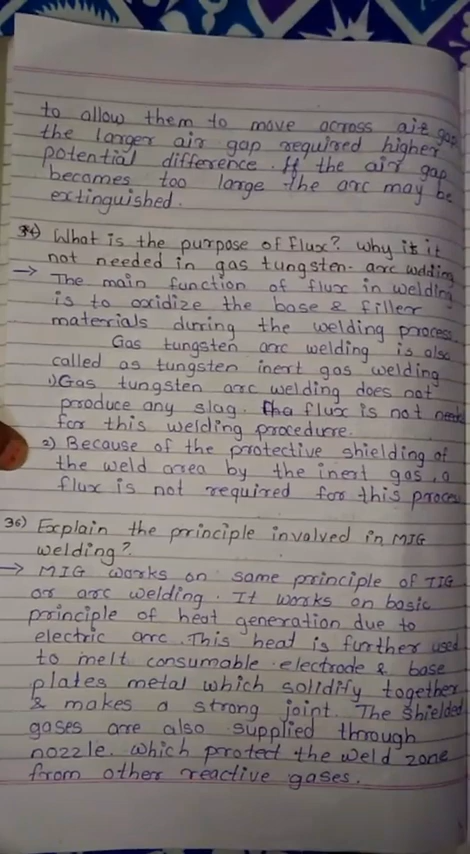 to allow them to move across air gap
the larger air gap required higher
potential difference. If the air gap
becomes too large the arc may be
extinguished.
34) What is the purpose of flux? Why is it
not needed in gas tungsten arc welding
→ The main function of flux in welding
is to oxidize the base & filler
materials during the welding process.
Gas tungsten arc welding is also
called as tungsten inert gas welding
1) Gas tungsten arc welding does not
produce any slag. Tha flux is not need
for this welding procedure.
2) Because of the protective shielding of
the weld area by the inert gas, a
flux is not required for this proces
36) Explain the principle involved in MIG
welding?
→ MIG works on same principle of TIG
or arc welding. It works on basic
principle of heat generation due to
electric arc. This heat is further used
to melt consumable electrode & base
plates metal which solidify together
& makes a strong joint. The shielded
gases are also supplied through
nozzle. which protect the weld zone
from other reactive gases.